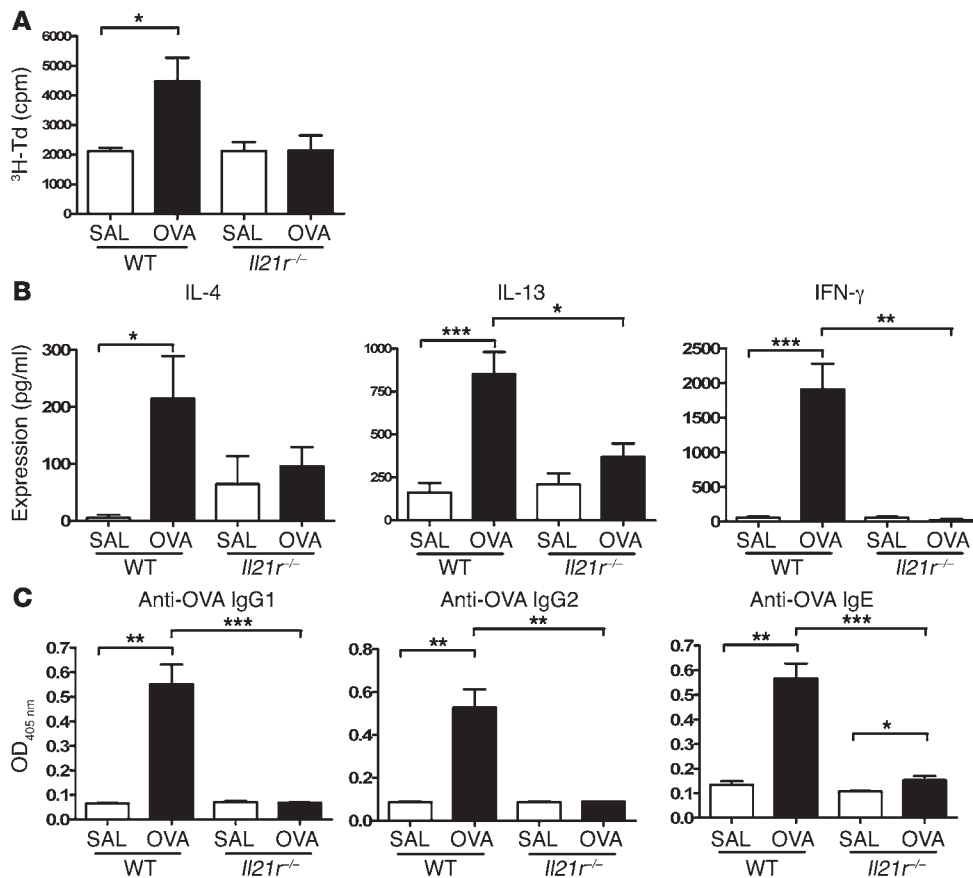 A
*
³H-Td (cpm)
6000
5000
4000
3000
2000
1000
0
SAL OVA SAL OVA
WT Il21r⁻/⁻
B
IL-4
*
Expression (pg/ml)
300
200
100
0
SAL OVA SAL OVA
WT Il21r⁻/⁻
IL-13
*
***
1000
750
500
250
0
SAL OVA SAL OVA
WT Il21r⁻/⁻
IFN-γ
**
***
2500
2000
1500
1000
500
0
SAL OVA SAL OVA
WT Il21r⁻/⁻
C
Anti-OVA IgG1
***
**
OD405 nm
0.7
0.6
0.5
0.4
0.3
0.2
0.1
0.0
SAL OVA SAL OVA
WT Il21r⁻/⁻
Anti-OVA IgG2
**
**
0.8
0.6
0.4
0.2
0.0
SAL OVA SAL OVA
WT Il21r⁻/⁻
Anti-OVA IgE
***
**
*
0.7
0.6
0.5
0.4
0.3
0.2
0.1
0.0
SAL OVA SAL OVA
WT Il21r⁻/⁻